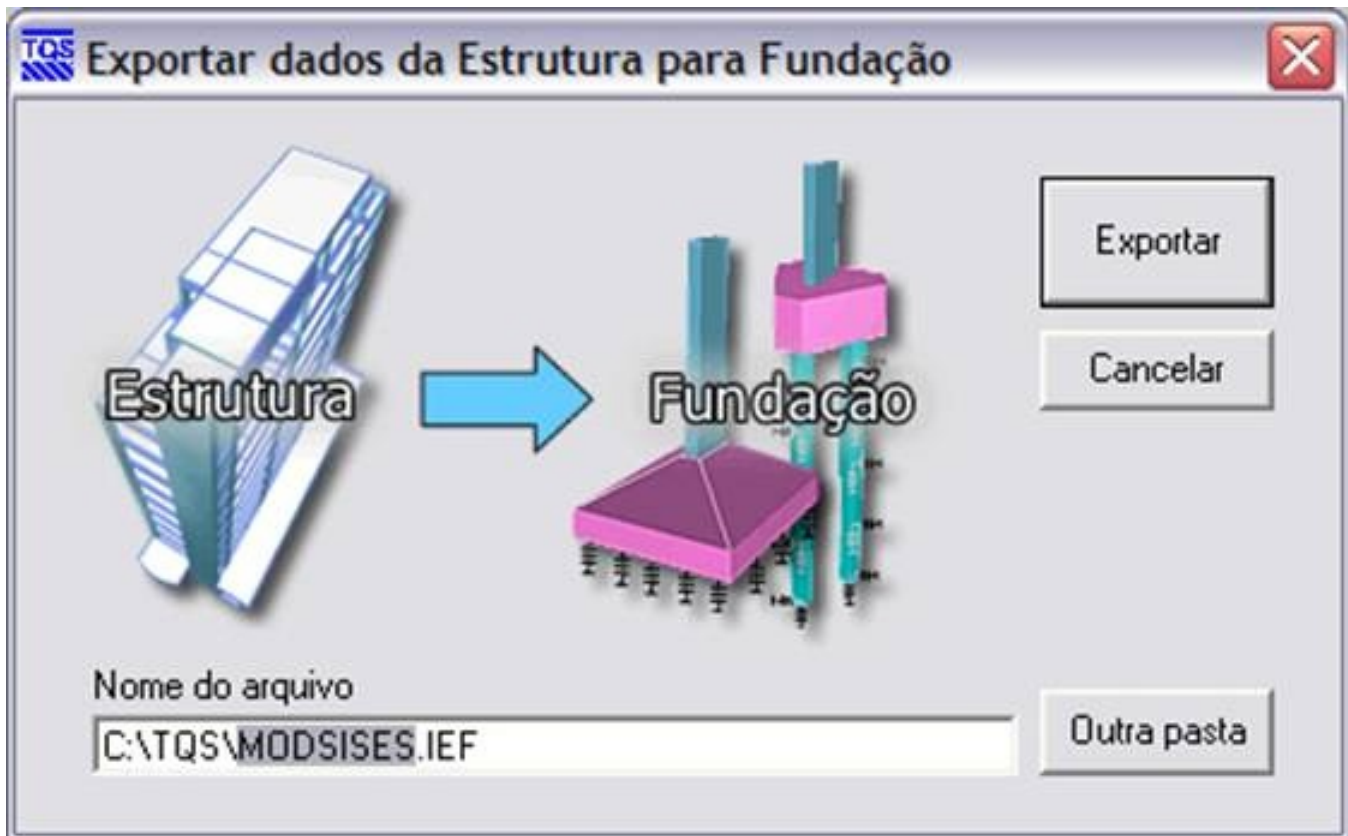 TQS Exportar dados da Estrutura para Fundação
Exportar
Cancelar
Estrutura
Fundação
Nome do arquivo
C:\TQS\MODSISES.IEF
Outra pasta